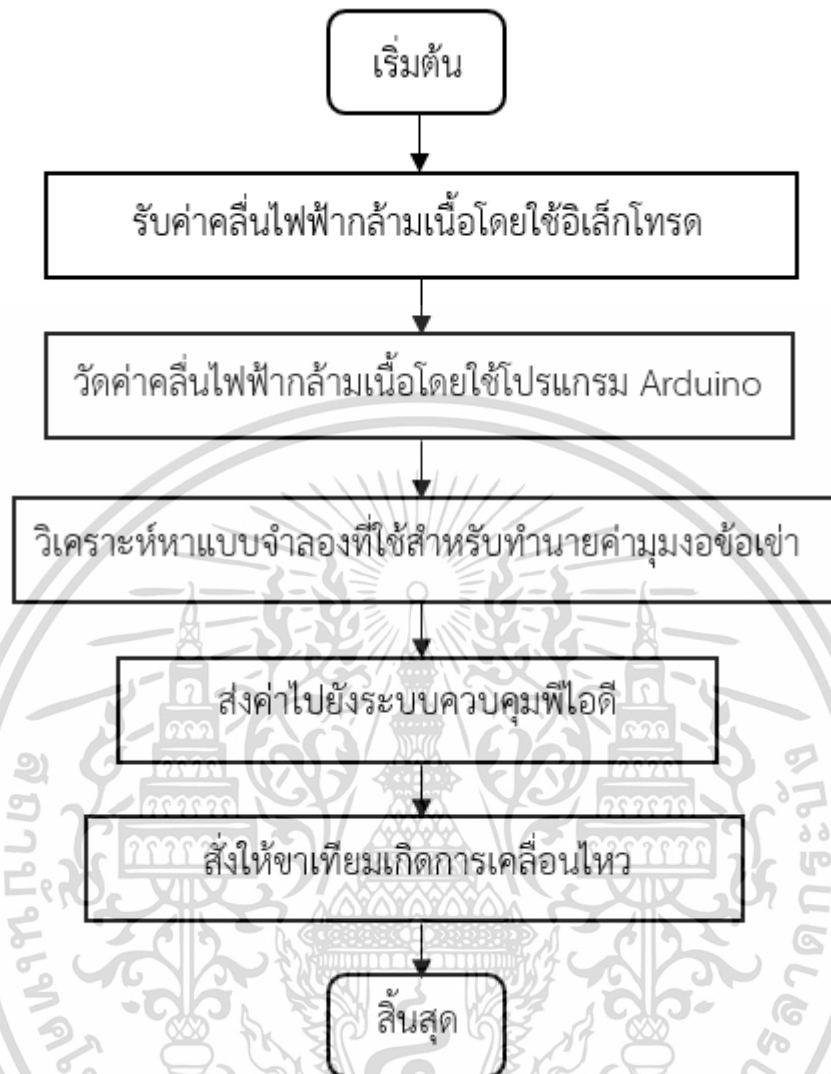 เริ่มต้น
รับค่าคลื่นไฟฟ้ากล้ามเนื้อโดยใช้อิเล็กโทรด
วัดค่าคลื่นไฟฟ้ากล้ามเนื้อโดยใช้โปรแกรม Arduino
วิเคราะห์หาแบบจำลองที่ใช้สำหรับทำนายค่ามุมงอข้อเข่า
ส่งค่าไปยังระบบควบคุมพีไอดี
สั่งให้ขาเทียมเกิดการเคลื่อนไหว
สิ้นสุด